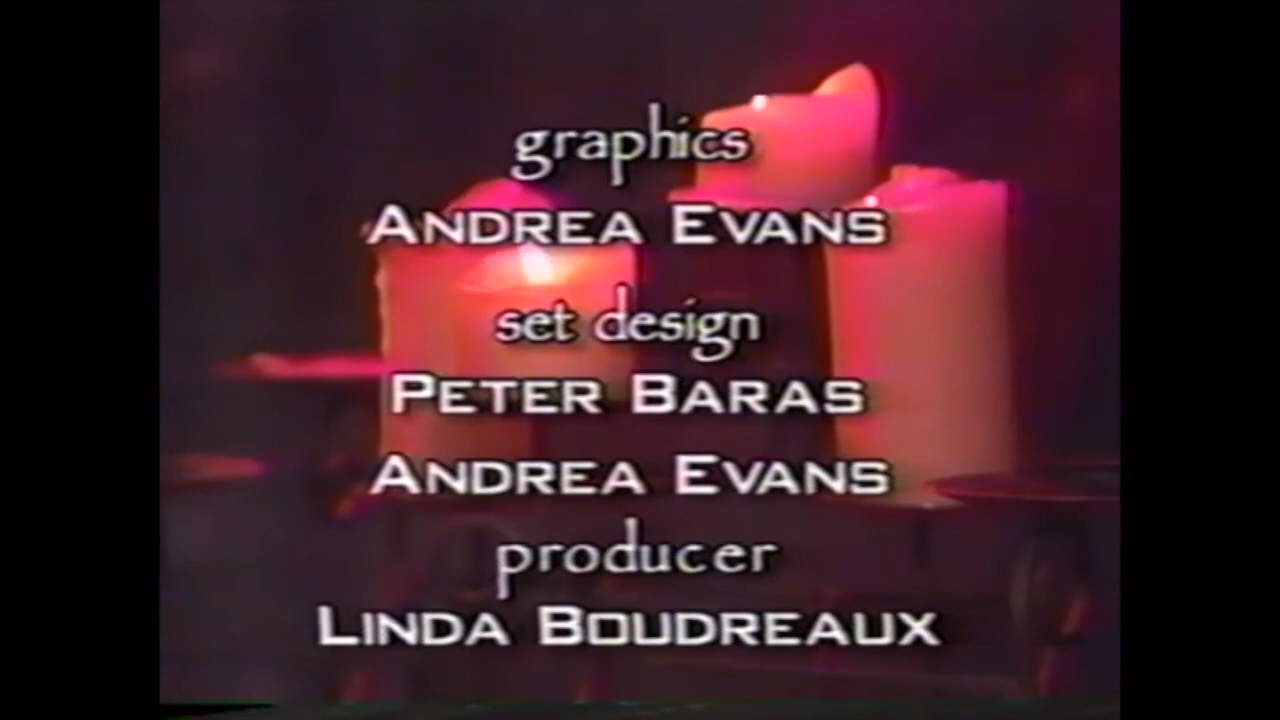 graphics
ANDREA EVANS
set design
PETER BARAS
ANDREA EVANS
producer
LINDA BOUDREAUX